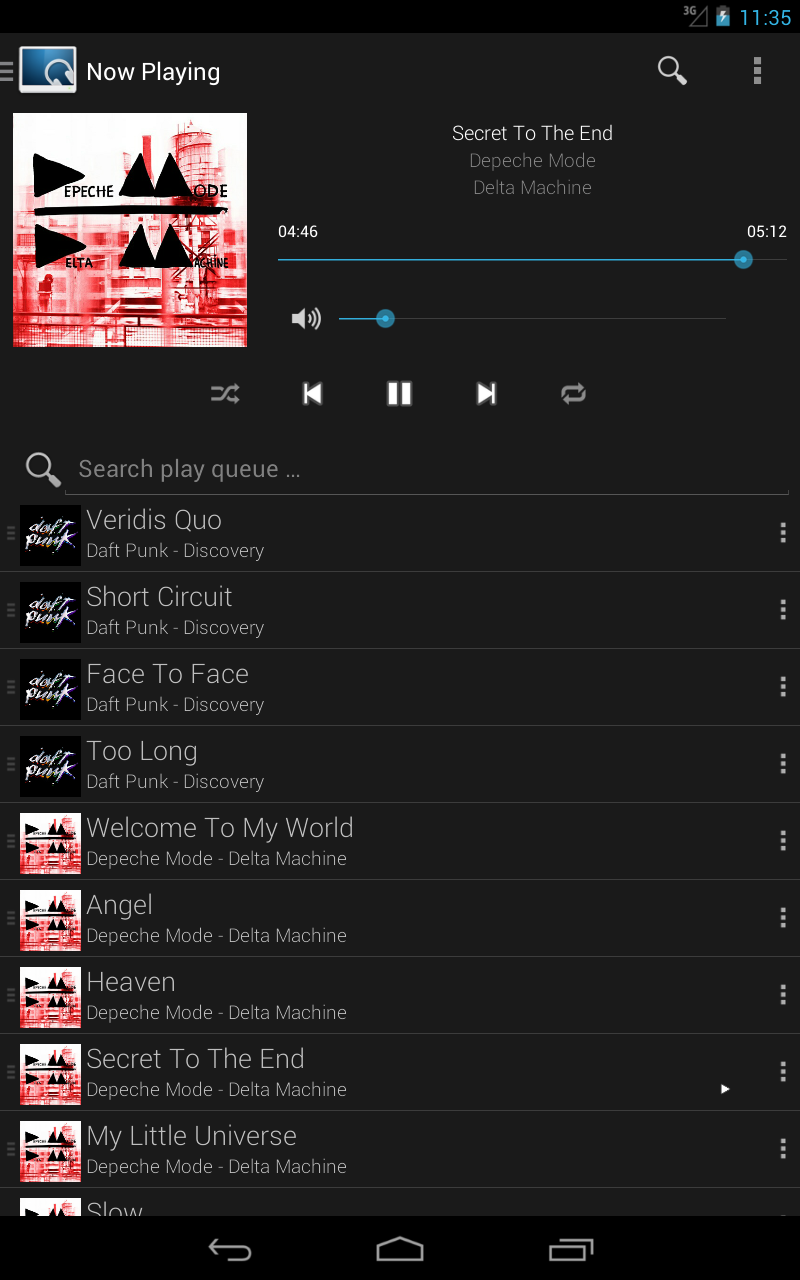 3G
11:35
Now Playing
EPECHE MODE
ELTA MACHINE
Secret To The End
Depeche Mode
Delta Machine
04:46
05:12
Search play queue …
Veridis Quo
Daft Punk - Discovery
Short Circuit
Daft Punk - Discovery
Face To Face
Daft Punk - Discovery
Too Long
Daft Punk - Discovery
Welcome To My World
Depeche Mode - Delta Machine
Angel
Depeche Mode - Delta Machine
Heaven
Depeche Mode - Delta Machine
Secret To The End
Depeche Mode - Delta Machine
My Little Universe
Depeche Mode - Delta Machine
Slow